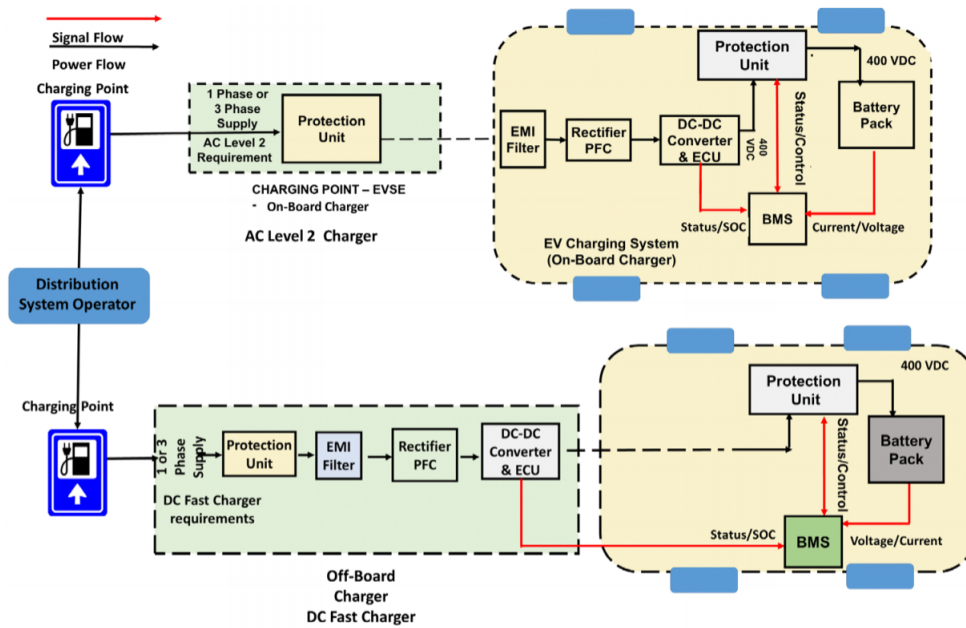 Signal Flow
Power Flow
Charging Point
1 Phase or
3 Phase
Supply
AC Level 2
Requirement
Protection
Unit
CHARGING POINT – EVSE
- On-Board Charger
AC Level 2 Charger
EMI
Filter
Rectifier
PFC
DC-DC
Converter
& ECU
400
VDC
Protection
Unit
400 VDC
Status/Control
Battery
Pack
BMS
Status/SOC
Current/Voltage
EV Charging System
(On-Board Charger)
Distribution
System Operator
Charging Point
1 or 3
Phase
Supply
Protection
Unit
EMI
Filter
Rectifier
PFC
DC-DC
Converter
& ECU
DC Fast Charger
requirements
Off-Board
Charger
DC Fast Charger
400 VDC
Protection
Unit
Status/Control
Battery
Pack
Status/SOC
BMS
Voltage/Current